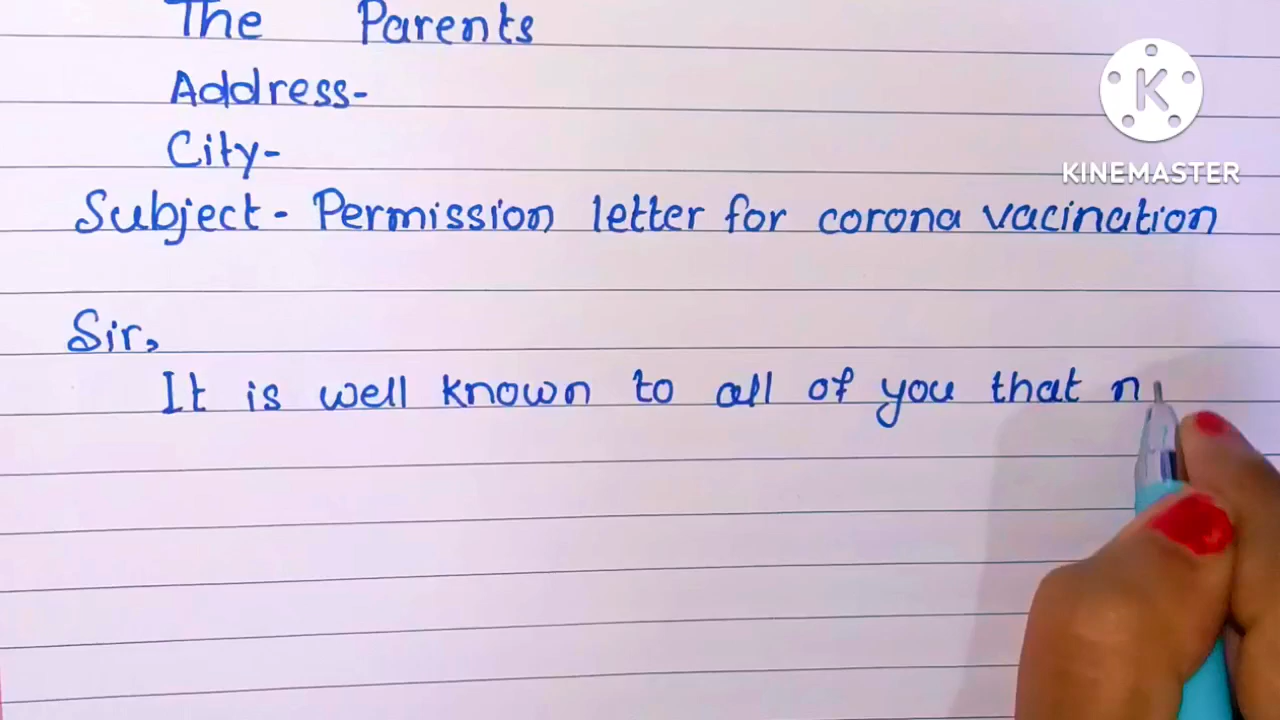 The Parents
Address-
City-
Subject- Permission letter for corona vacination
Sir,
It is well known to all of you that n
K
KINEMASTER